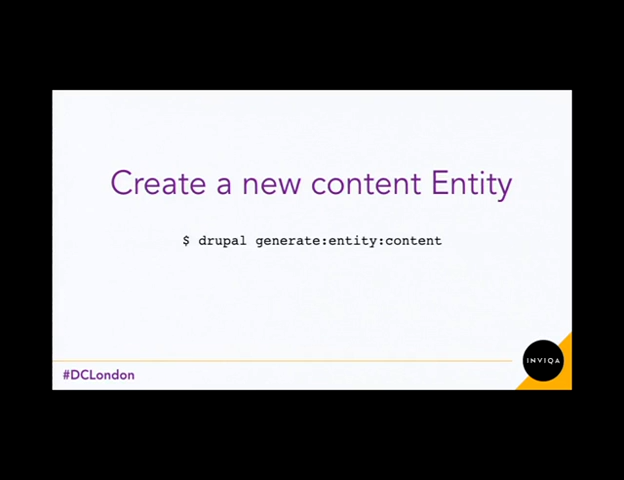 Create a new content Entity
$ drupal generate:entity:content
#DCLondon
INVIQA